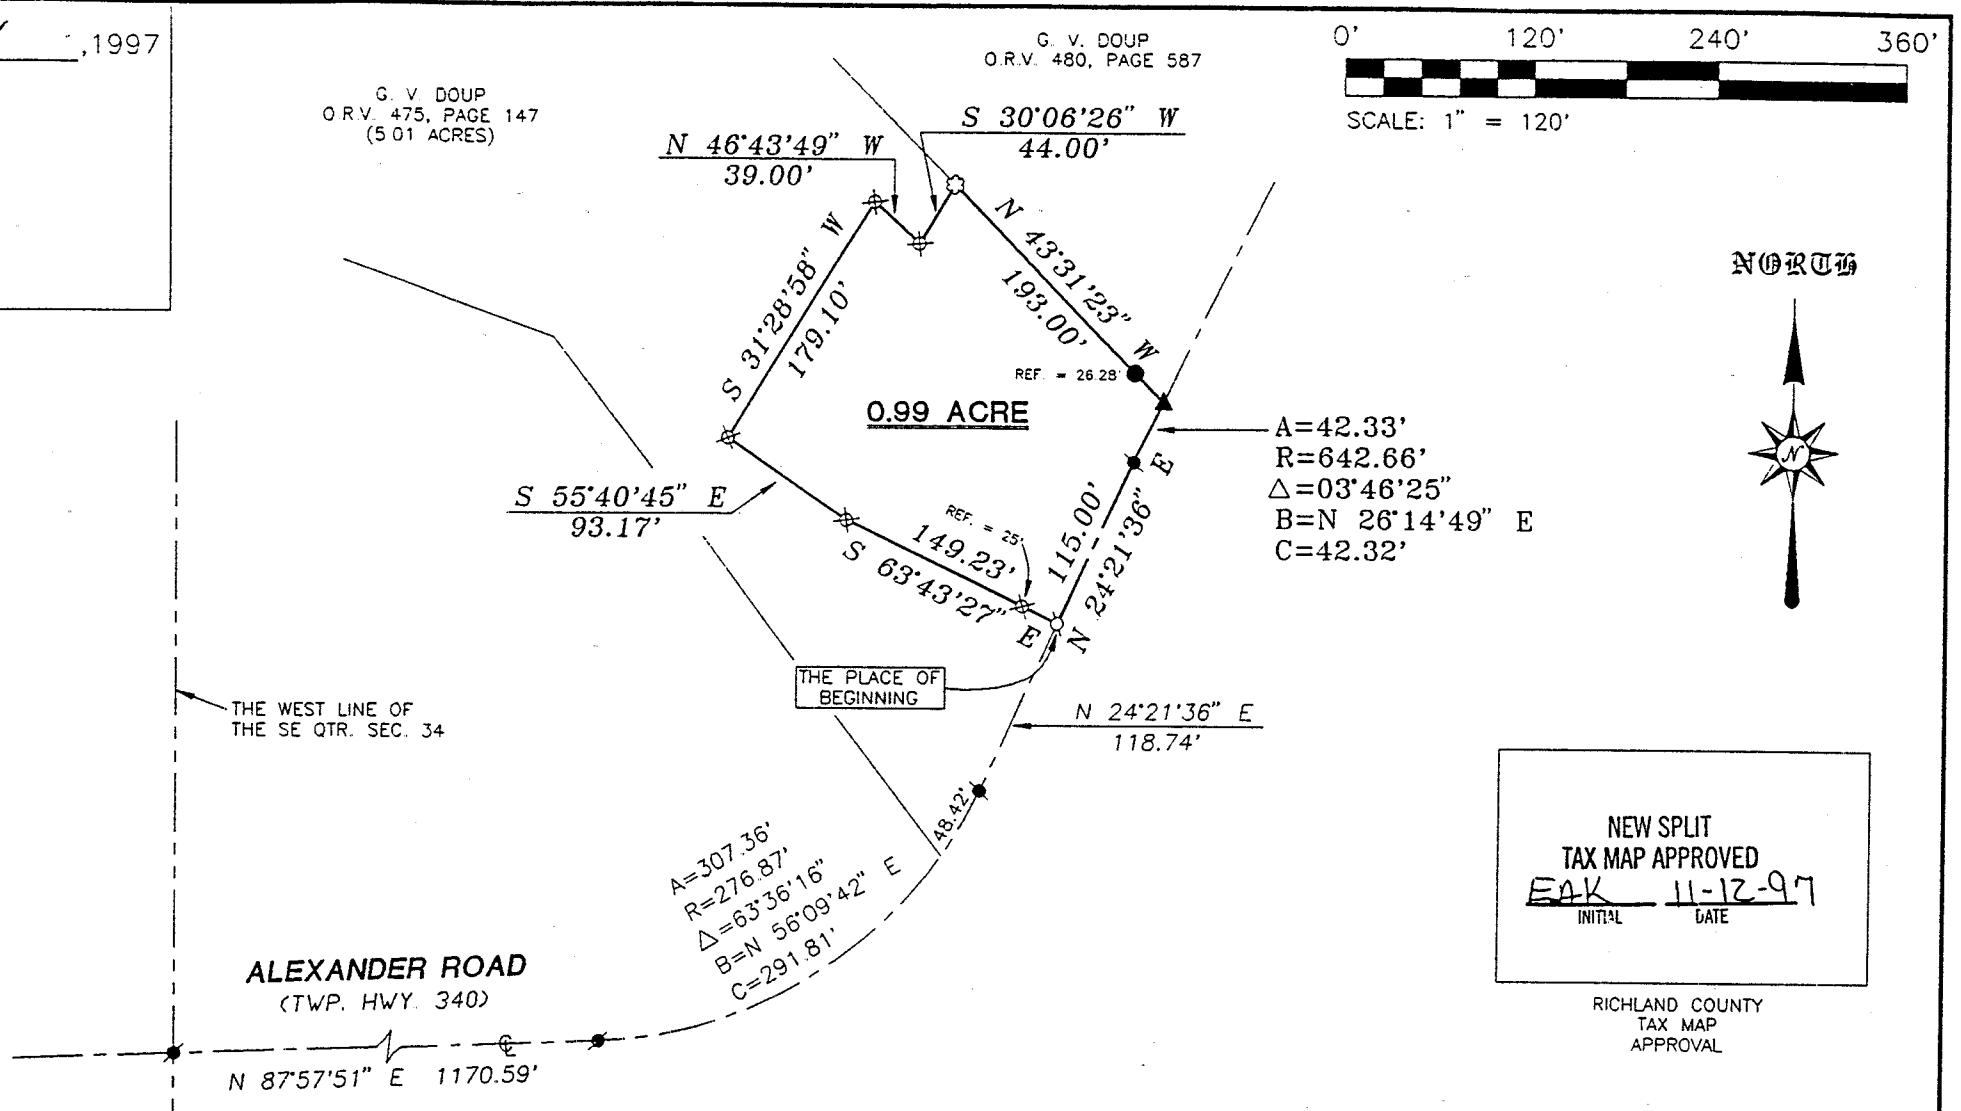 ,1997
G. V. DOUP
O.R.V. 475, PAGE 147
(5.01 ACRES)
G. V. DOUP
O.R.V. 480, PAGE 587
0' 120' 240' 360'
SCALE: 1" = 120'
N 46°43'49" W
39.00'
S 30°06'26" W
44.00'
N 43°31'23" W
193.00'
S 31°28'58" W
179.10'
REF. = 26.28'
0.99 ACRE
NORTH
N
A=42.33'
R=642.66'
△=03°46'25"
B=N 26°14'49" E
C=42.32'
S 55°40'45" E
93.17'
REF. = 25'
149.23'
S 63°43'27" E
115.00'
N 24°21'36" E
THE PLACE OF
BEGINNING
N 24°21'36" E
118.74'
THE WEST LINE OF
THE SE QTR. SEC. 34
48.42'
A=307.36'
R=276.87'
△=63°36'16"
B=N 56°09'42" E
C=291.81'
NEW SPLIT
TAX MAP APPROVED
EAK 11-12-97
INITIAL DATE
RICHLAND COUNTY
TAX MAP
APPROVAL
ALEXANDER ROAD
(TWP. HWY. 340)
℄
N 87°57'51" E 1170.59'